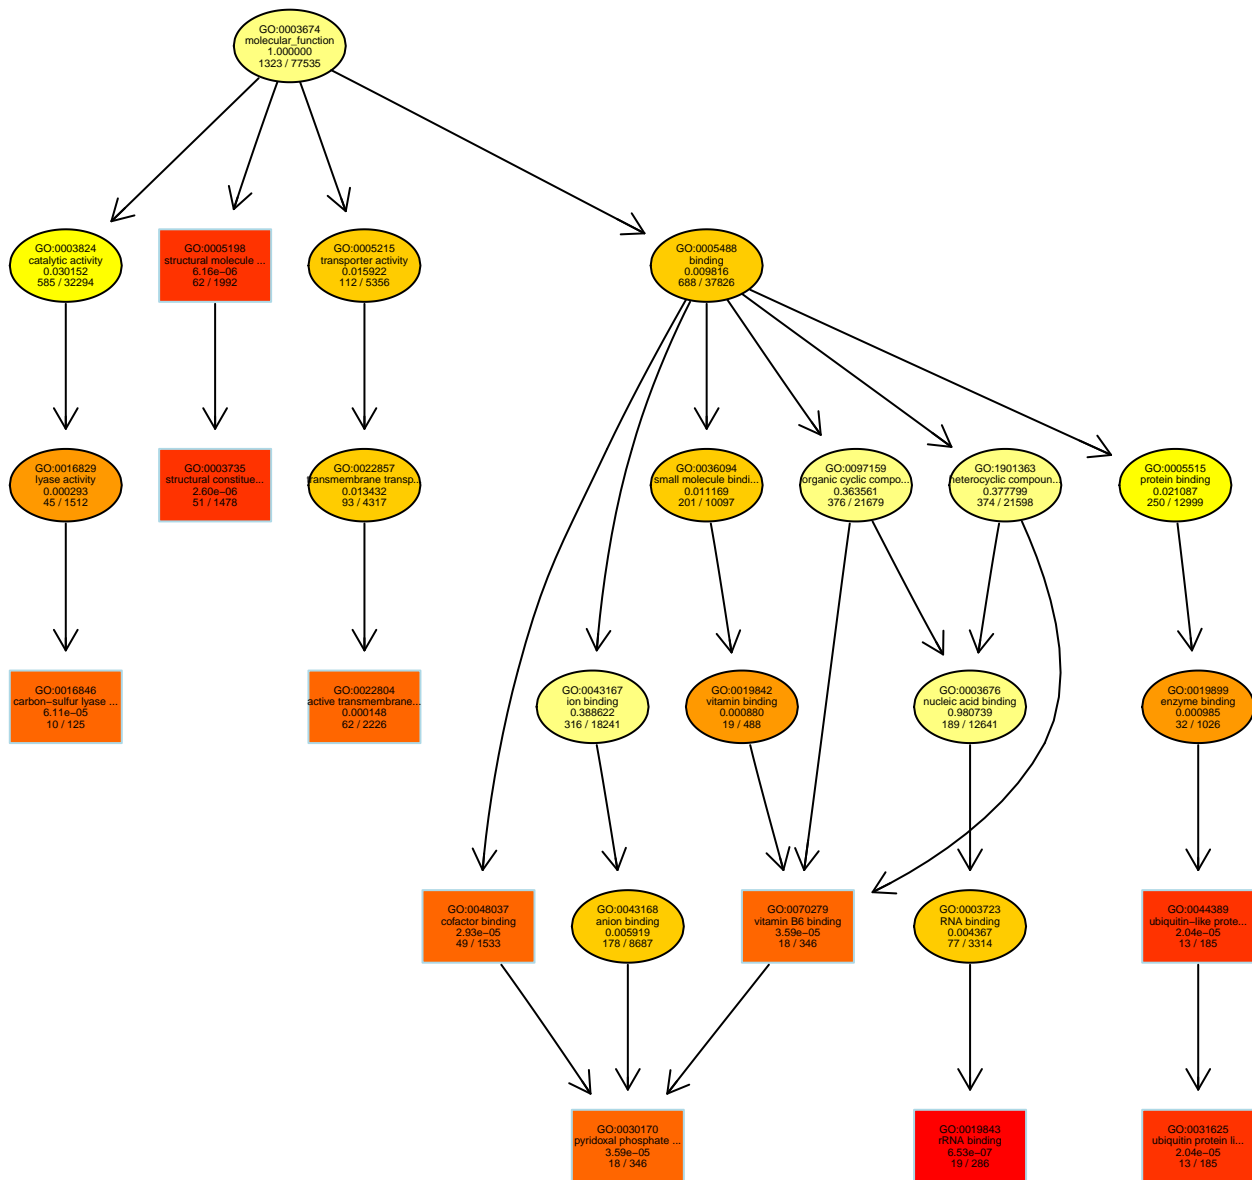 GO:0003674
molecular_function
1.000000
1323 / 77535
GO:0003824
catalytic activity
0.030152
585 / 32294
GO:0005198
structural molecule ...
6.16e−06
62 / 1992
GO:0005215
transporter activity
0.015922
112 / 5356
GO:0005488
binding
0.009816
688 / 37826
GO:0016829
lyase activity
0.000293
45 / 1512
GO:0003735
structural constitue...
2.60e−06
51 / 1478
GO:0022857
transmembrane transp...
0.013432
93 / 4317
GO:0036094
small molecule bindi...
0.011169
201 / 10097
GO:0097159
organic cyclic compo...
0.363561
376 / 21679
GO:1901363
heterocyclic compoun...
0.377799
374 / 21598
GO:0005515
protein binding
0.021087
250 / 12999
GO:0016846
carbon−sulfur lyase ...
6.11e−05
10 / 125
GO:0022804
active transmembrane...
0.000148
62 / 2226
GO:0043167
ion binding
0.388622
316 / 18241
GO:0019842
vitamin binding
0.000880
19 / 488
GO:0003676
nucleic acid binding
0.980739
189 / 12641
GO:0019899
enzyme binding
0.000985
32 / 1026
GO:0048037
cofactor binding
2.93e−05
49 / 1533
GO:0043168
anion binding
0.005919
178 / 8687
GO:0070279
vitamin B6 binding
3.59e−05
18 / 346
GO:0003723
RNA binding
0.004367
77 / 3314
GO:0044389
ubiquitin−like prote...
2.04e−05
13 / 185
GO:0030170
pyridoxal phosphate ...
3.59e−05
18 / 346
GO:0019843
rRNA binding
6.53e−07
19 / 286
GO:0031625
ubiquitin protein li...
2.04e−05
13 / 185